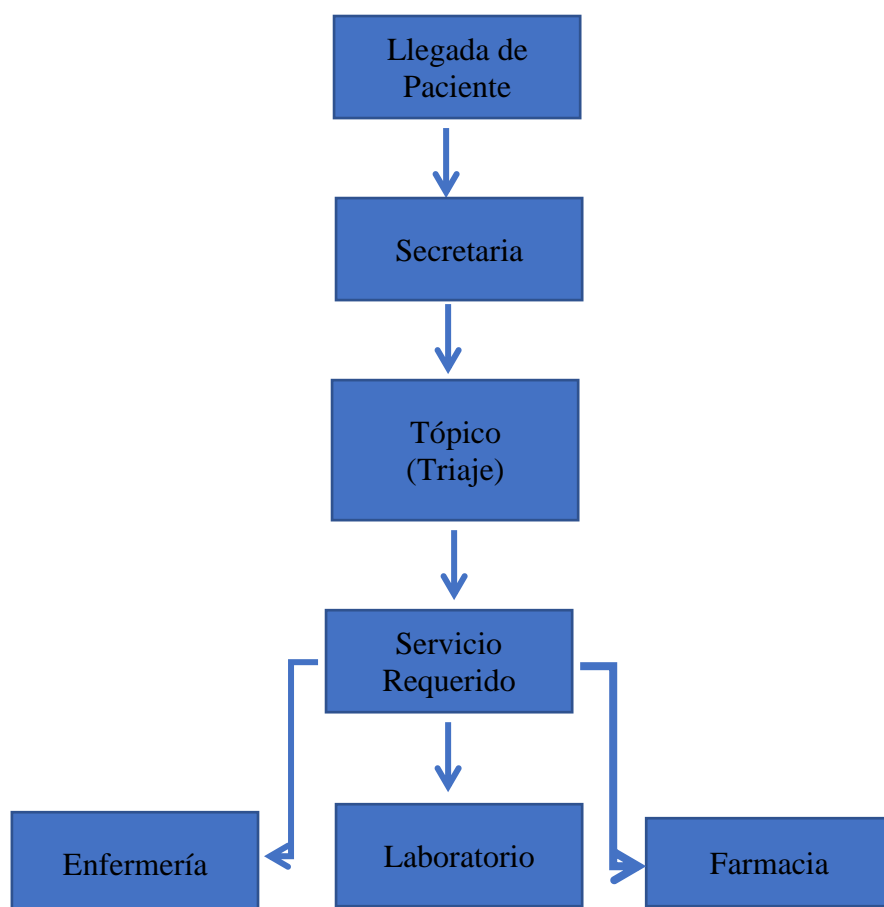 Llegada de
Paciente
Secretaria
Tópico
(Triaje)
Servicio
Requerido
Enfermería
Laboratorio
Farmacia